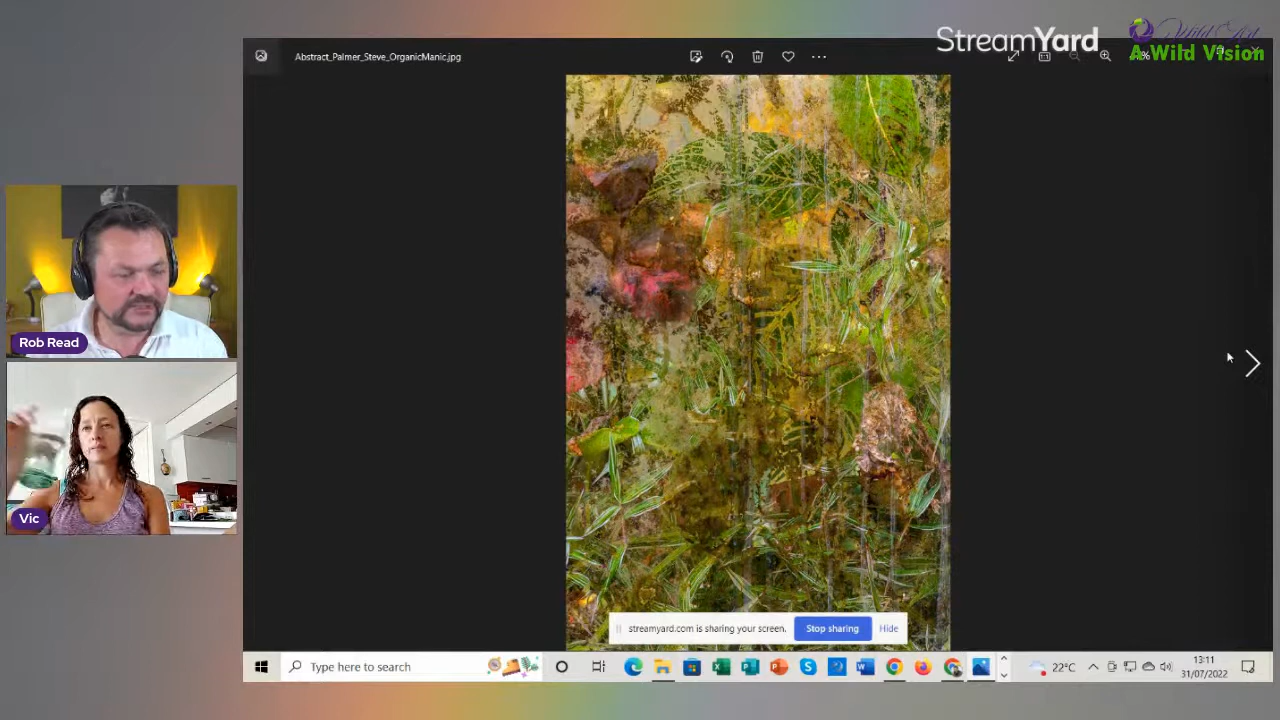 StreamYard
A Wild Vision
Abstract_Palmer_Steve_OrganicManic.jpg
Rob Read
Vic
streamyard.com is sharing your screen.
Stop sharing
Hide
Type here to search
22°C
13:11
31/07/2022